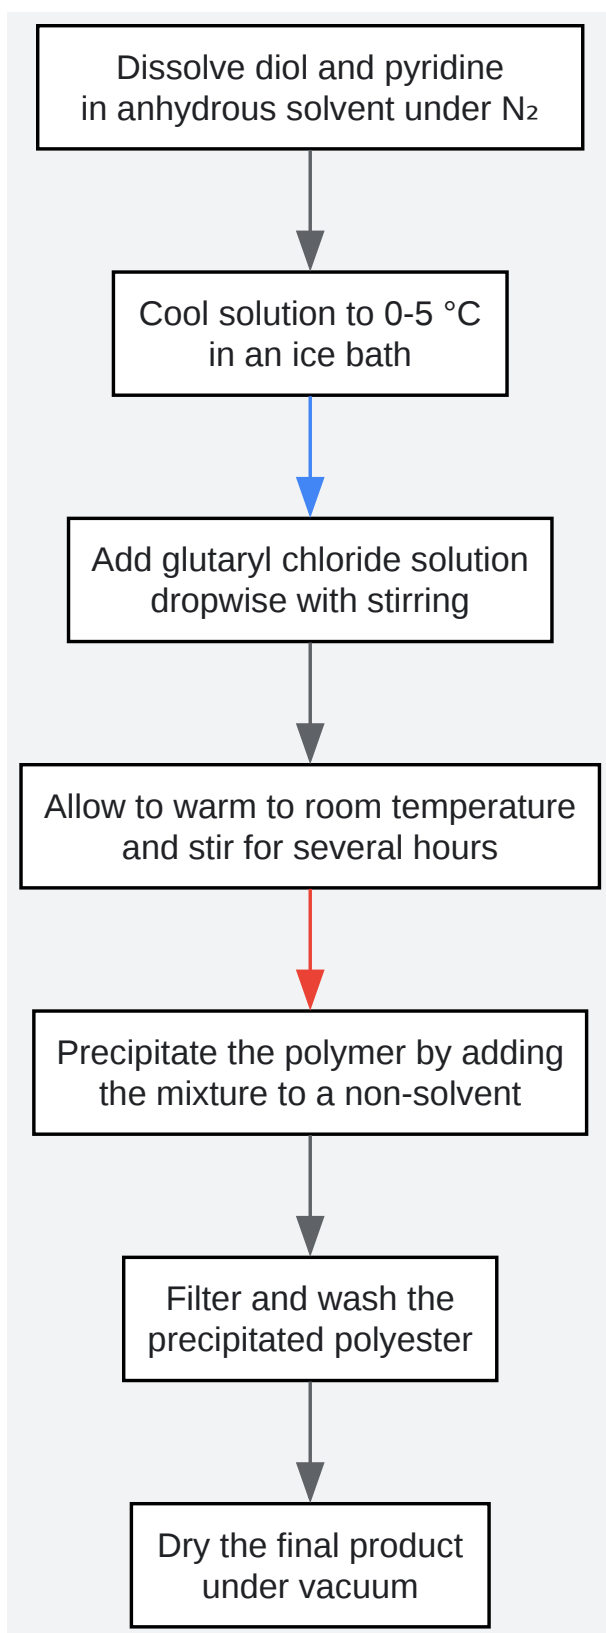 Dissolve diol and pyridine
in anhydrous solvent under N₂
Cool solution to 0-5 °C
in an ice bath
Add glutaryl chloride solution
dropwise with stirring
Allow to warm to room temperature
and stir for several hours
Precipitate the polymer by adding
the mixture to a non-solvent
Filter and wash the
precipitated polyester
Dry the final product
under vacuum